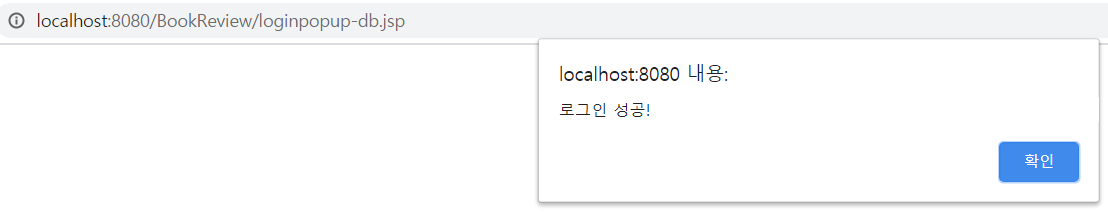 localhost:8080/BookReview/loginpopup-db.jsp
localhost:8080 내용:
로그인 성공!
확인